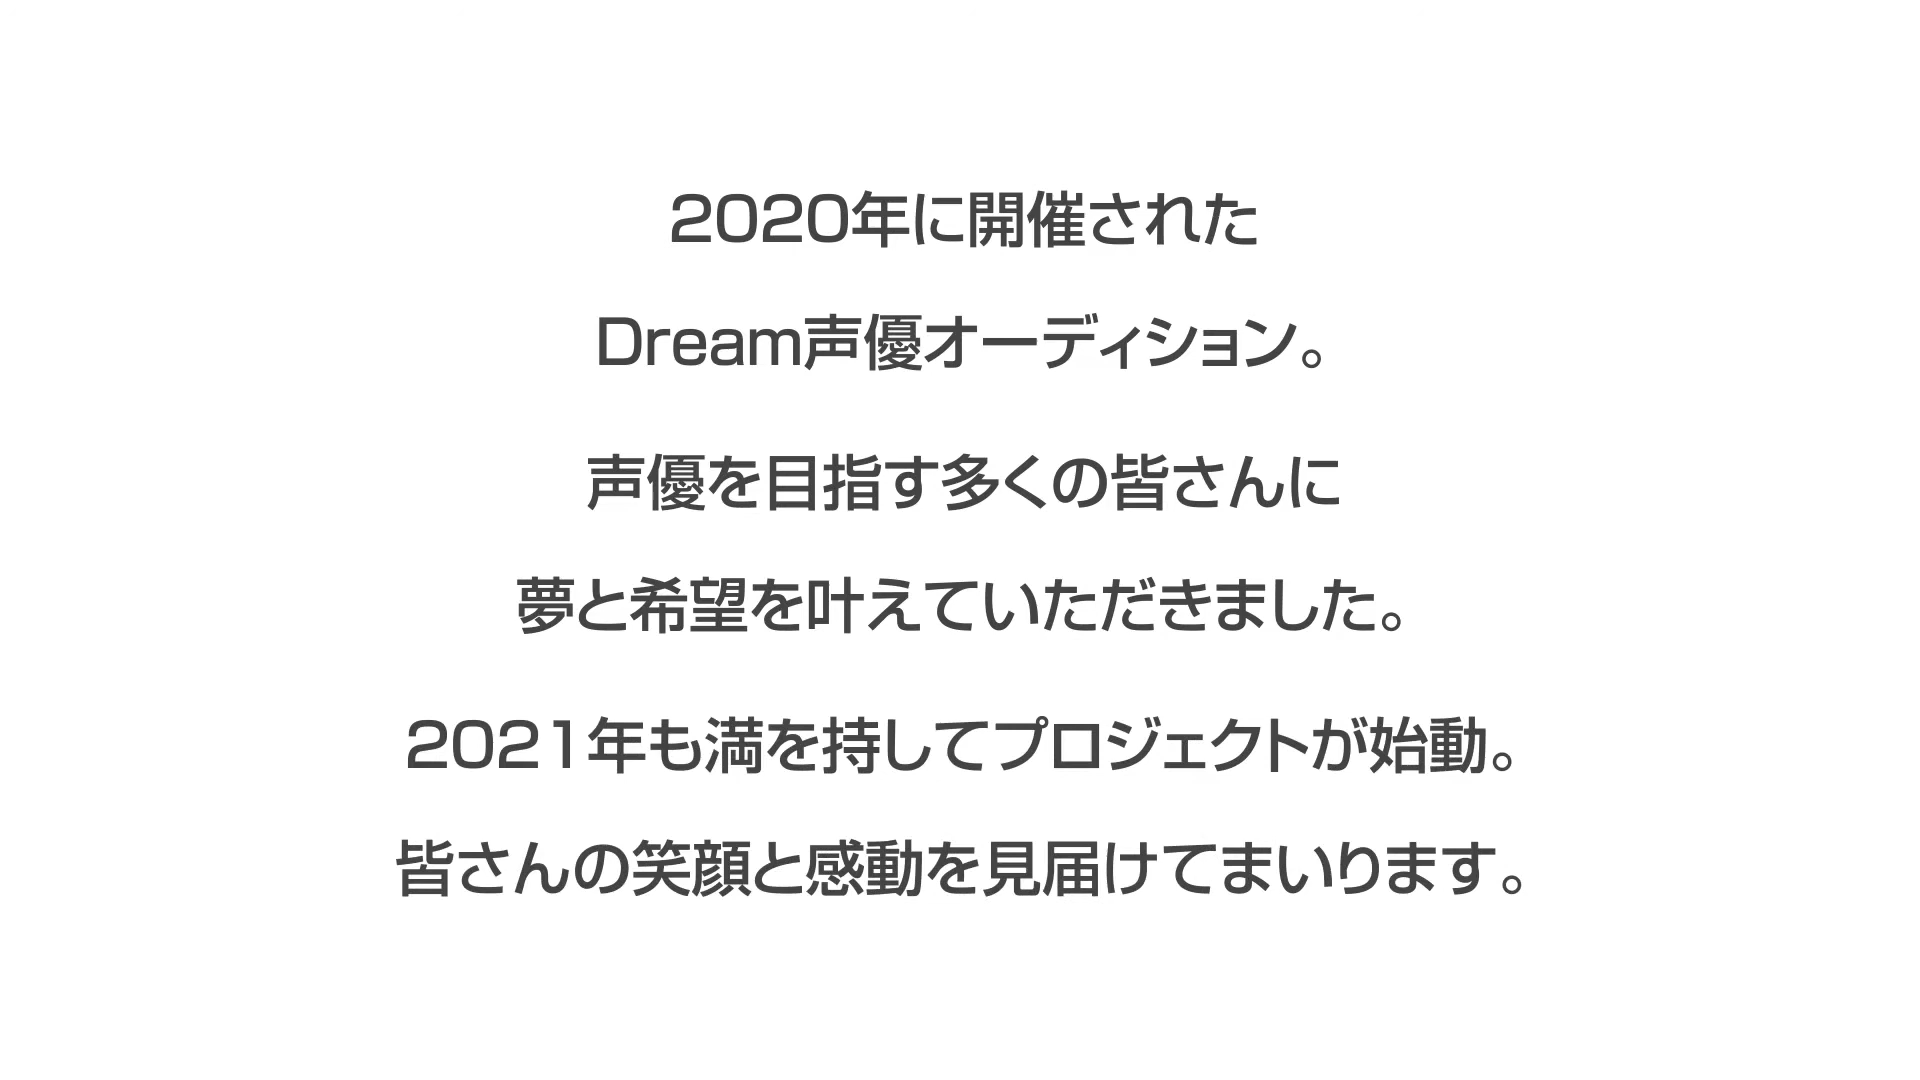 2020年に開催された
Dream声優オーディション。
声優を目指す多くの皆さんに
夢と希望を叶えていただきました。
2021年も満を持してプロジェクトが始動。
皆さんの笑顔と感動を見届けてまいります。